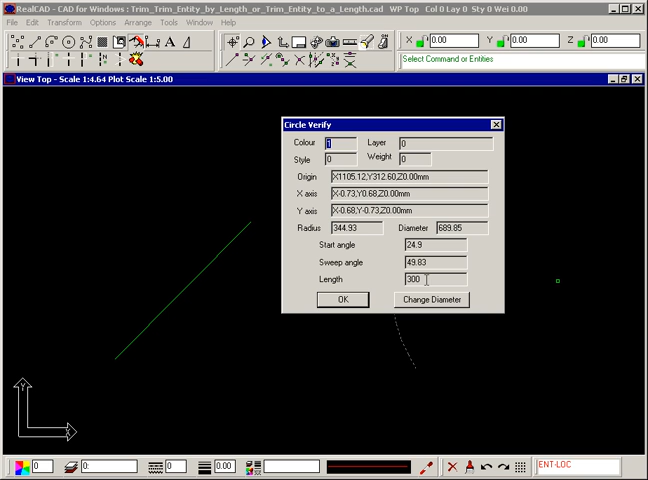 RealCAD - CAD for Windows : Trim_Trim_Entity_by_Length_or_Trim_Entity_to_a_Length.cad WP Top Col 0 Lay 0 Sty 0 Wei 0.00
File View Options Arrange Tools Window Help
X 0.00 Y 0.00 Z 0.00
Select Command or Entities
View Top - Scale 1:4.64 Plot Scale 1:5.00
Circle Verify
Colour 1 Layer 0
Style 0 Weight 0
Origin X1105.12,Y312.60,Z0.00mm
X axis X-0.73,Y0.68,Z0.00mm
Y axis X-0.68,Y-0.73,Z0.00mm
Radius 344.93 Diameter 689.85
Start angle 24.9
Sweep angle 49.83
Length 300
OK Change Diameter
Y
X
0 0: 0 0.00 ENT-LOC